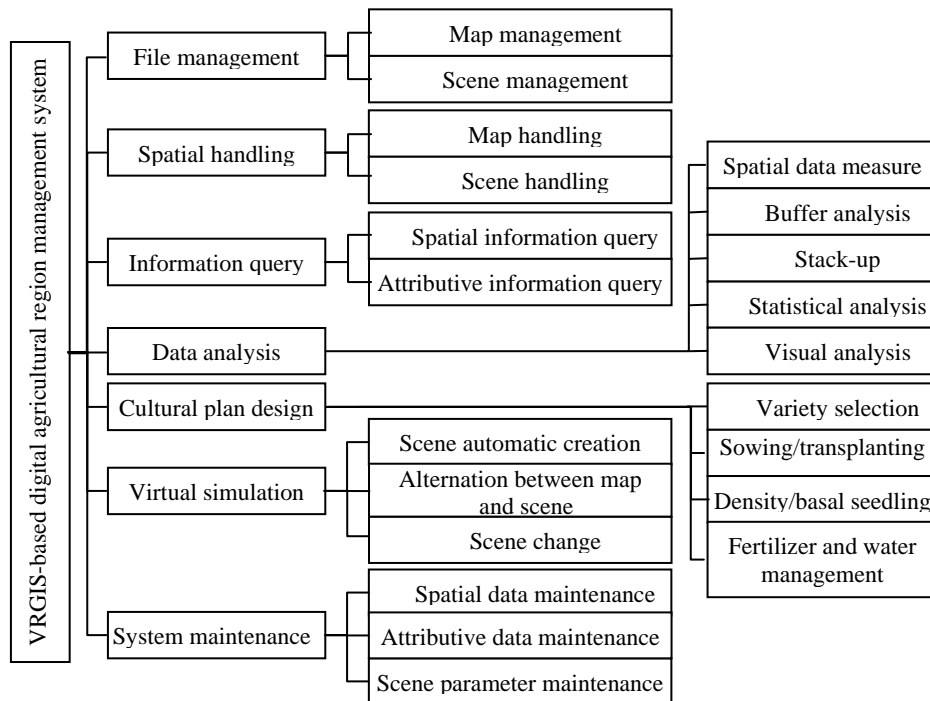 VRGIS-based digital agricultural region management system
File management
Map management
Scene management
Spatial handling
Map handling
Scene handling
Information query
Spatial information query
Attributive information query
Data analysis
Spatial data measure
Buffer analysis
Stack-up
Statistical analysis
Visual analysis
Cultural plan design
Variety selection
Sowing/transplanting
Density/basal seedling
Fertilizer and water
management
Virtual simulation
Scene automatic creation
Alternation between map
and scene
Scene change
System maintenance
Spatial data maintenance
Attributive data maintenance
Scene parameter maintenance